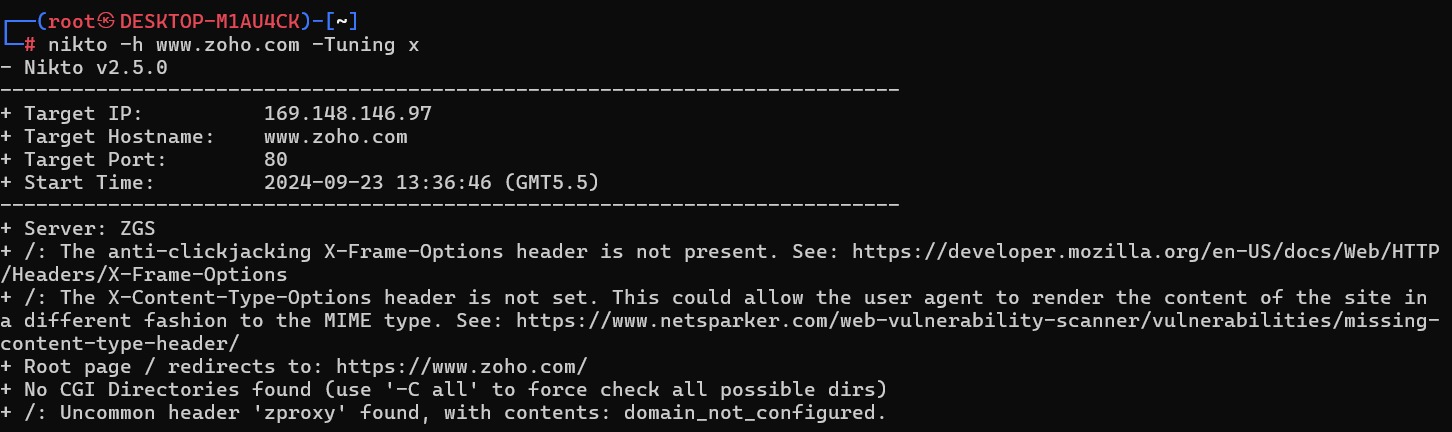 ┌──(root㉿DESKTOP-M1AU4CK)-[~]
└─# nikto -h www.zoho.com -Tuning x
- Nikto v2.5.0
---------------------------------------------------------------------------
+ Target IP:          169.148.146.97
+ Target Hostname:    www.zoho.com
+ Target Port:        80
+ Start Time:         2024-09-23 13:36:46 (GMT5.5)
---------------------------------------------------------------------------
+ Server: ZGS
+ /: The anti-clickjacking X-Frame-Options header is not present. See: https://developer.mozilla.org/en-US/docs/Web/HTTP
/Headers/X-Frame-Options
+ /: The X-Content-Type-Options header is not set. This could allow the user agent to render the content of the site in
a different fashion to the MIME type. See: https://www.netsparker.com/web-vulnerability-scanner/vulnerabilities/missing-
content-type-header/
+ Root page / redirects to: https://www.zoho.com/
+ No CGI Directories found (use '-C all' to force check all possible dirs)
+ /: Uncommon header 'zproxy' found, with contents: domain_not_configured.